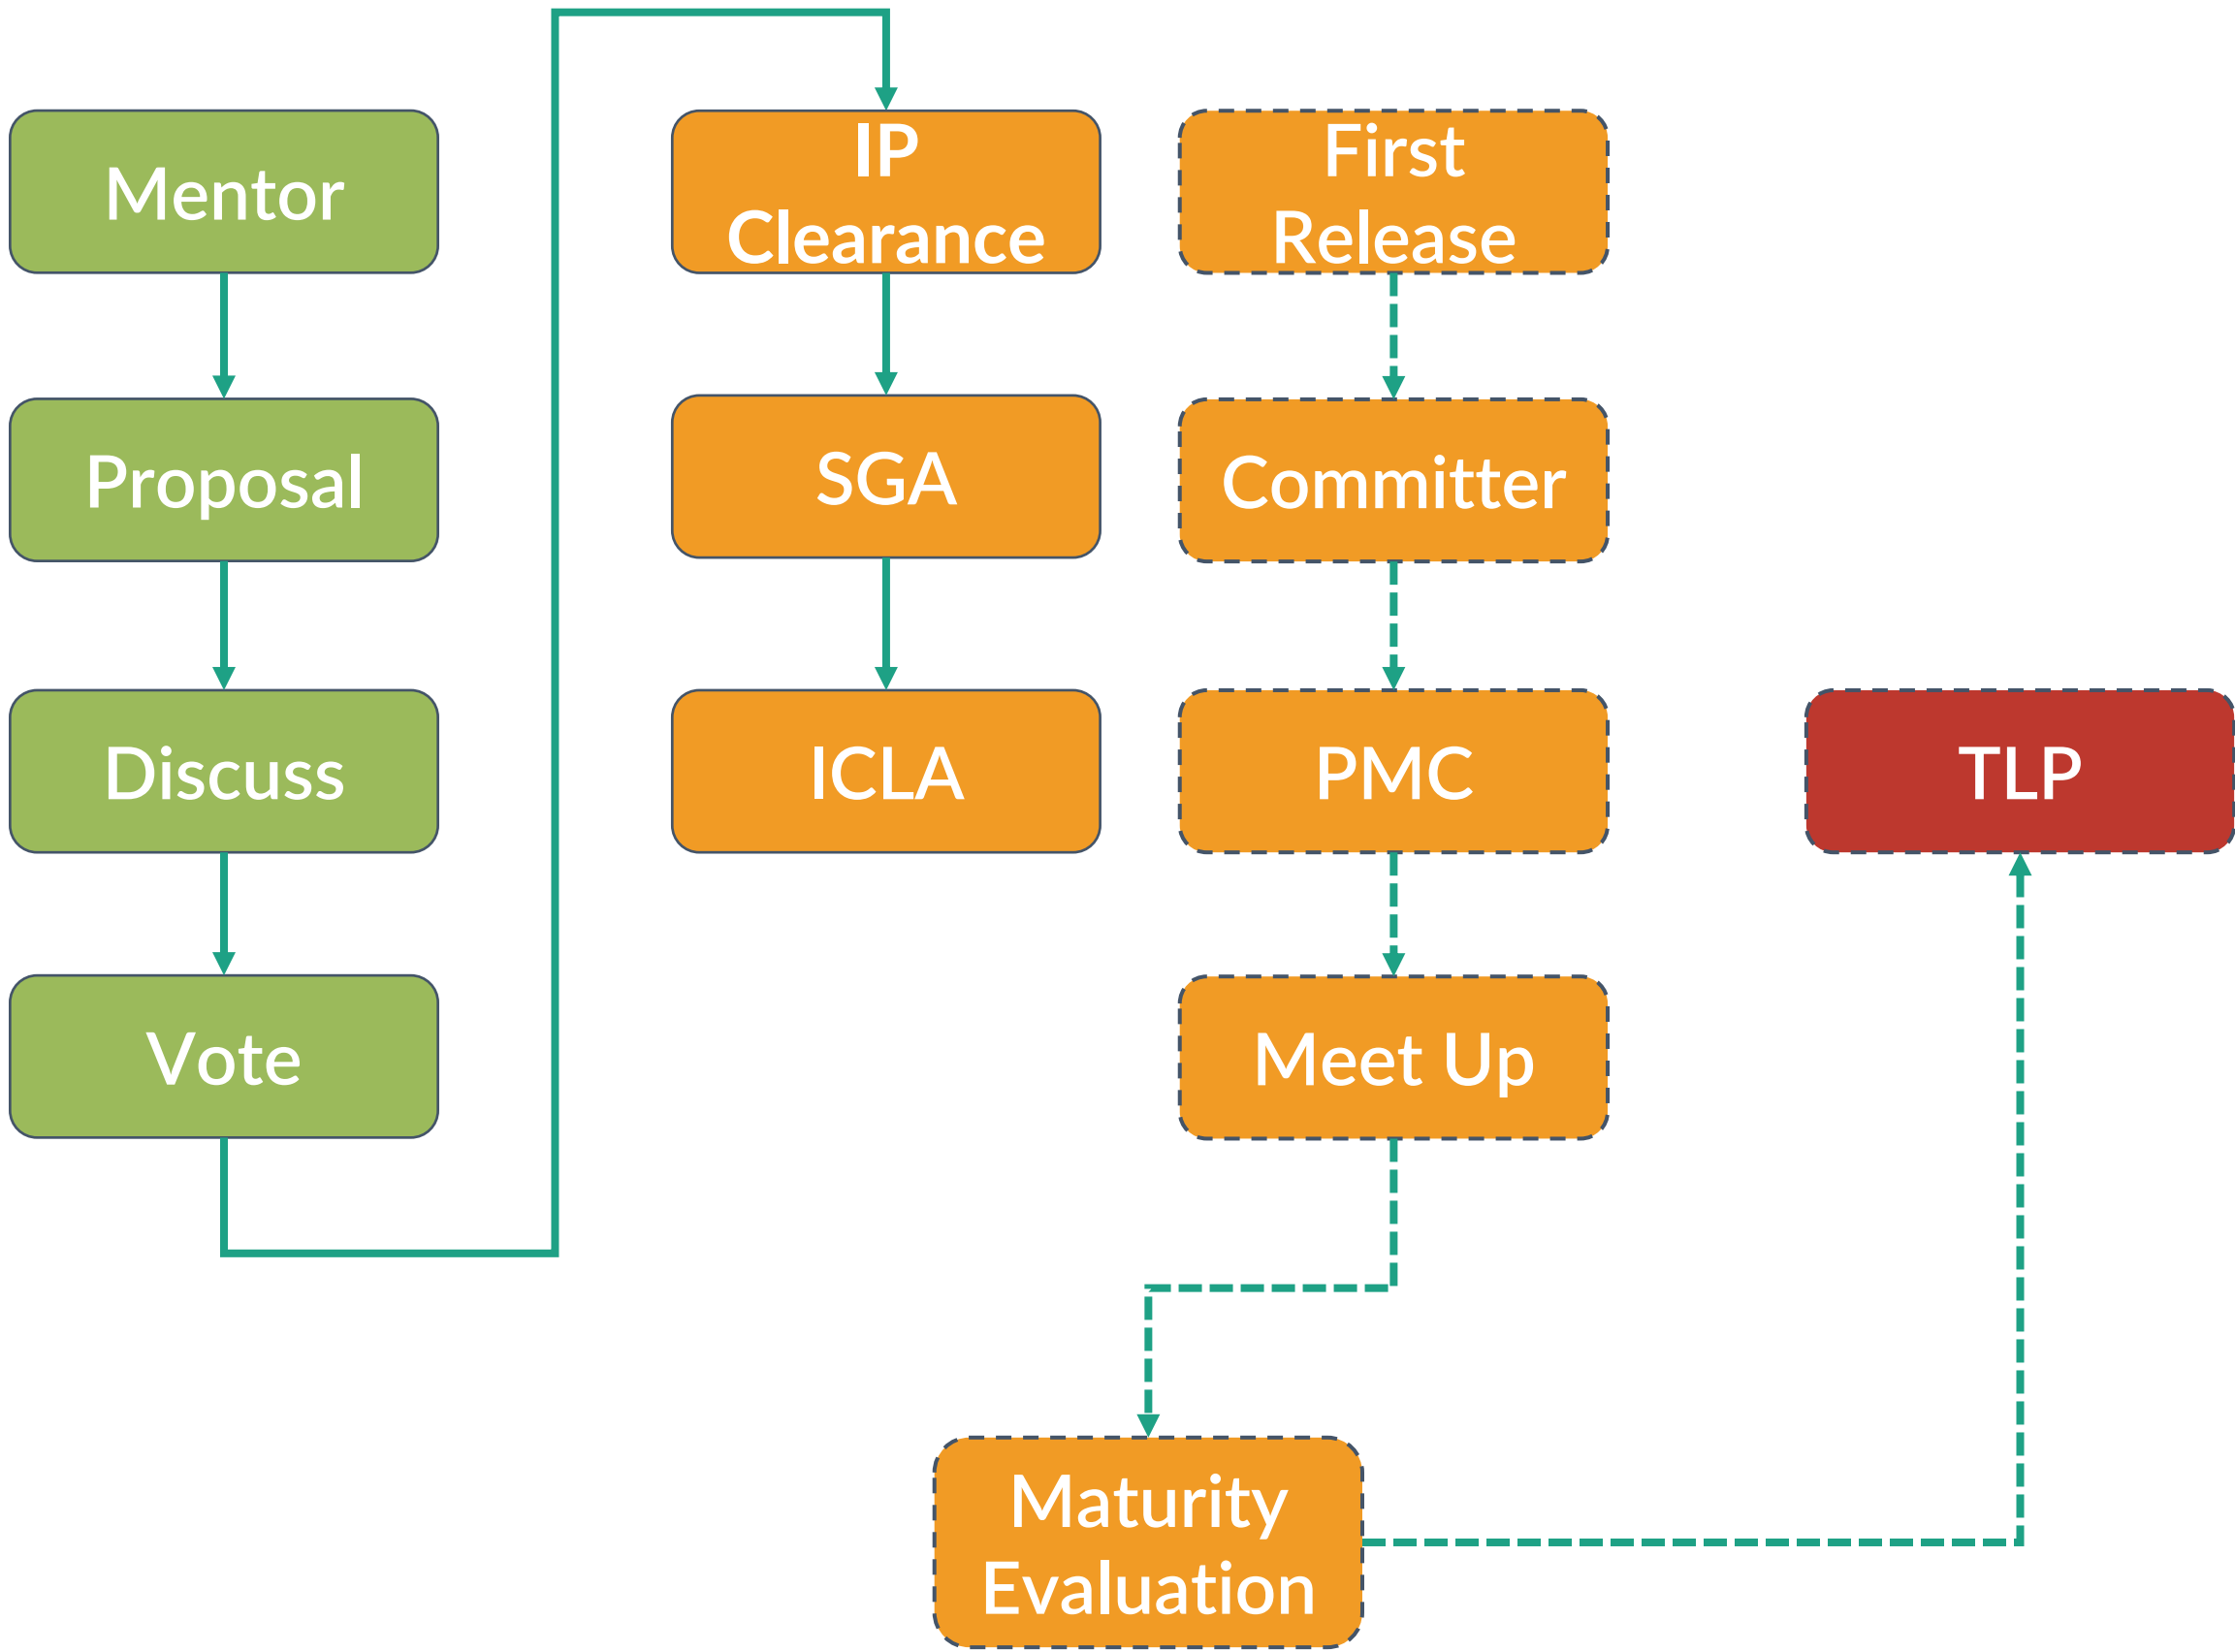 Mentor
Proposal
Discuss
Vote
IP
Clearance
SGA
ICLA
First
Release
Committer
PMC
Meet Up
Maturity
Evaluation
TLP